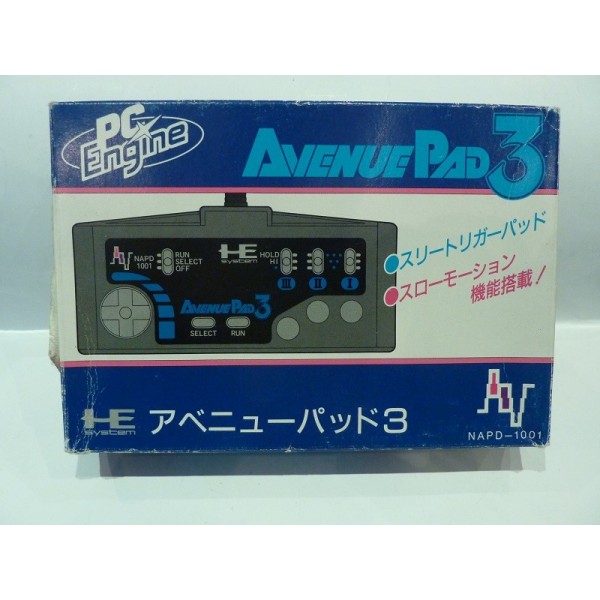 PC Engine
AVENUE PAD 3
スリートリガーパッド
スローモーション
機能搭載！
NAPD 1001
RUN
SELECT
OFF
HE system
HOLD
HI
III II I
AVENUE PAD 3
SELECT RUN
HE system アベニューパッド3
AV
NAPD-1001